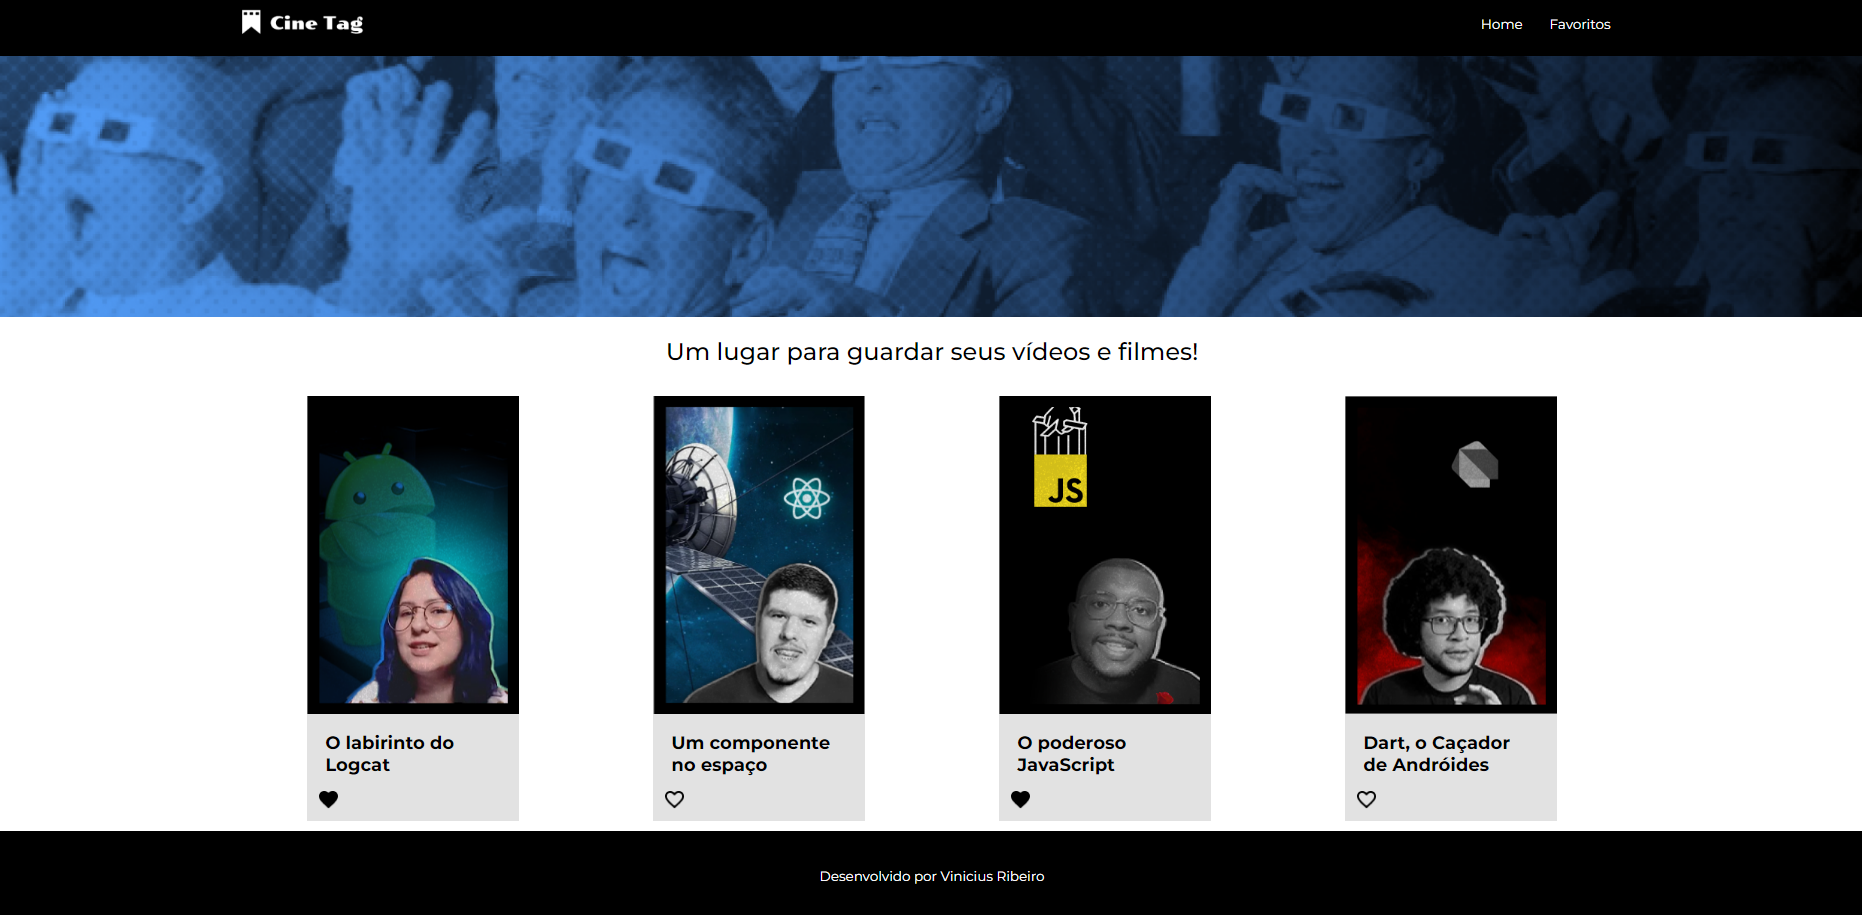 Cine Tag
Home
Favoritos
Um lugar para guardar seus vídeos e filmes!
JS
O labirinto do
Logcat
Um componente
no espaço
O poderoso
JavaScript
Dart, o Caçador
de Andróides
Desenvolvido por Vinicius Ribeiro